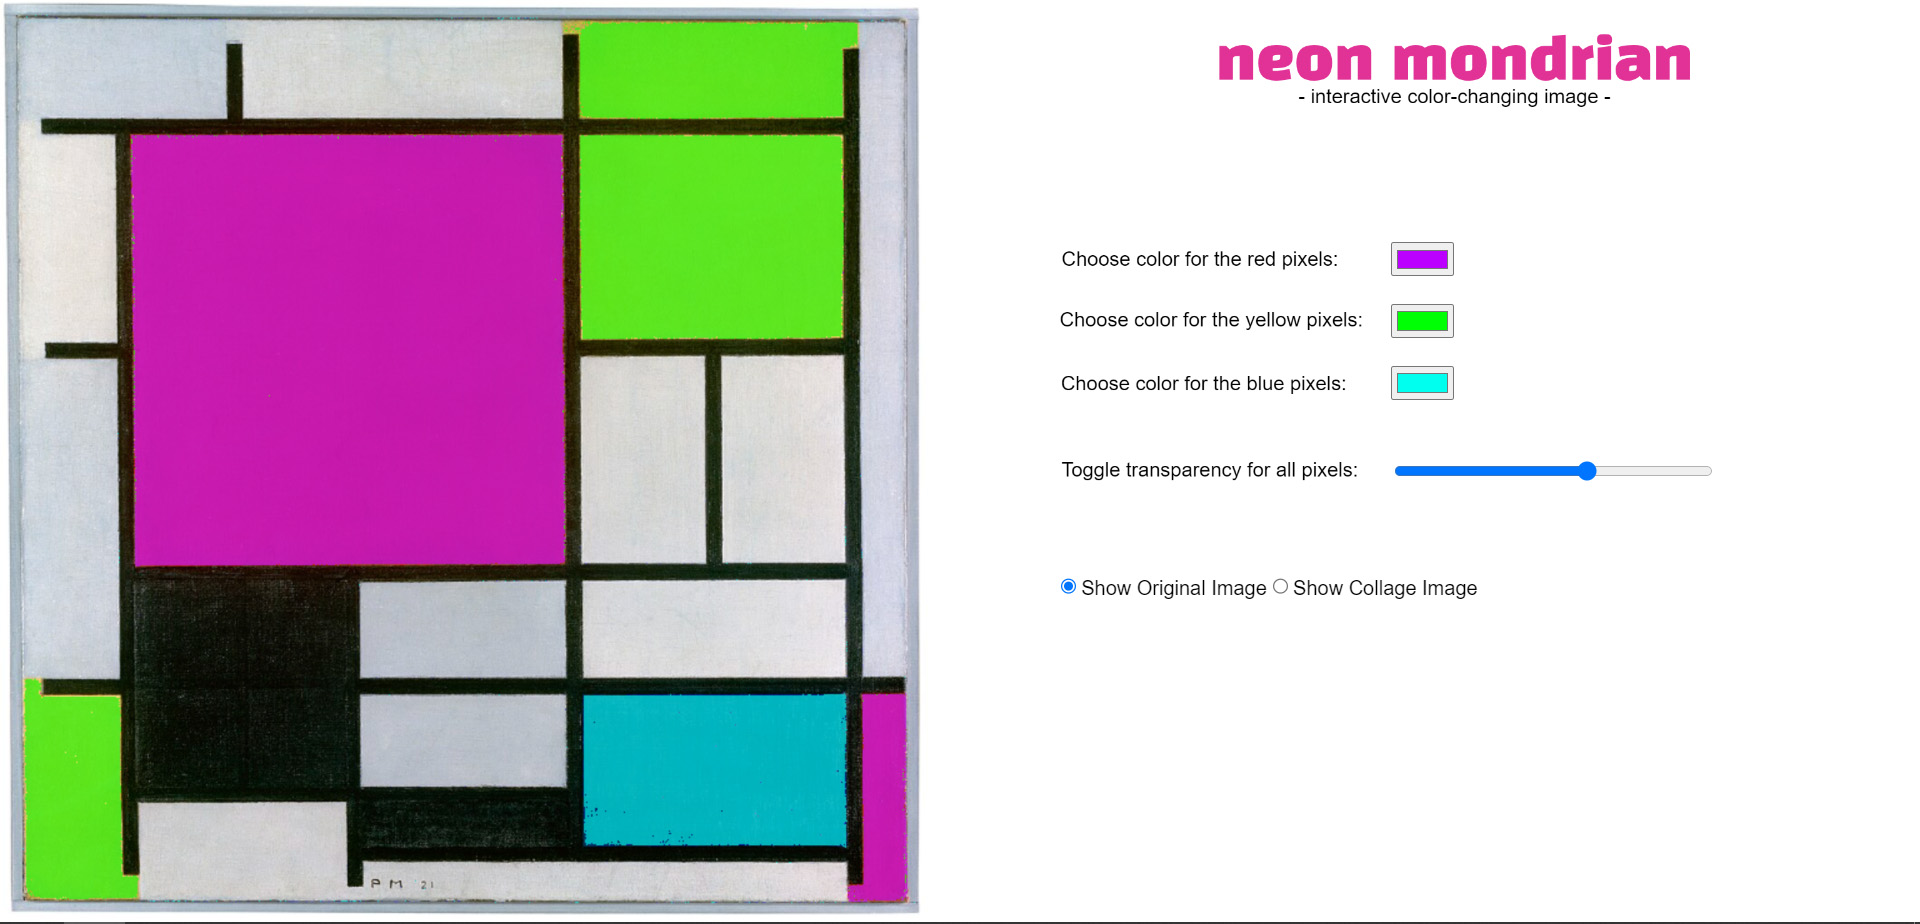 neon mondrian
- interactive color-changing image -
Choose color for the red pixels:
Choose color for the yellow pixels:
Choose color for the blue pixels:
Toggle transparency for all pixels:
Show Original Image Show Collage Image
P M 21